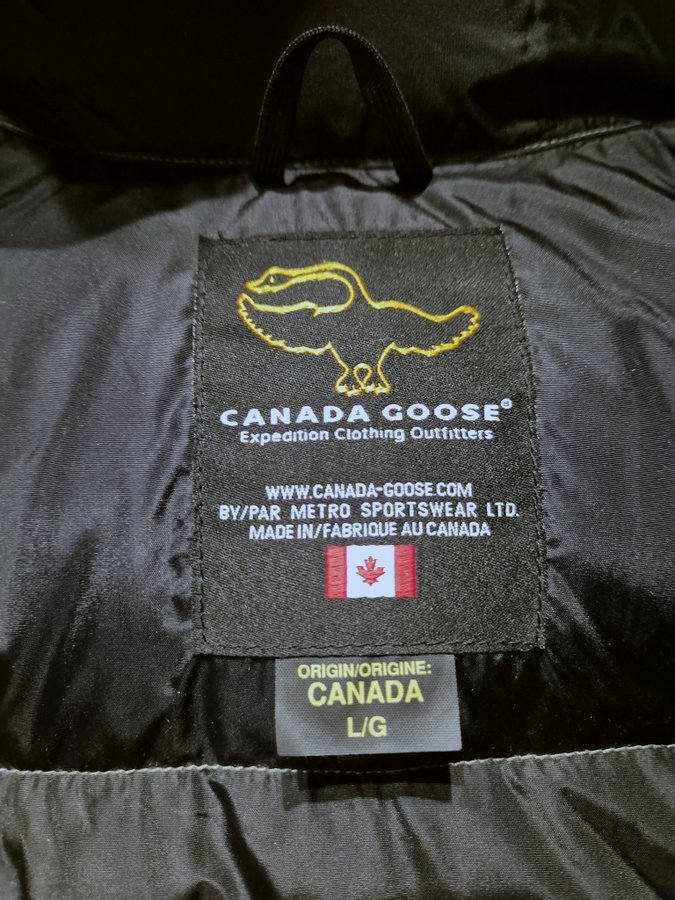 CANADA GOOSE®
Expedition Clothing Outfitters
WWW.CANADA-GOOSE.COM
BY/PAR METRO SPORTSWEAR LTD.
MADE IN/FABRIQUE AU CANADA
ORIGIN/ORIGINE:
CANADA
L/G